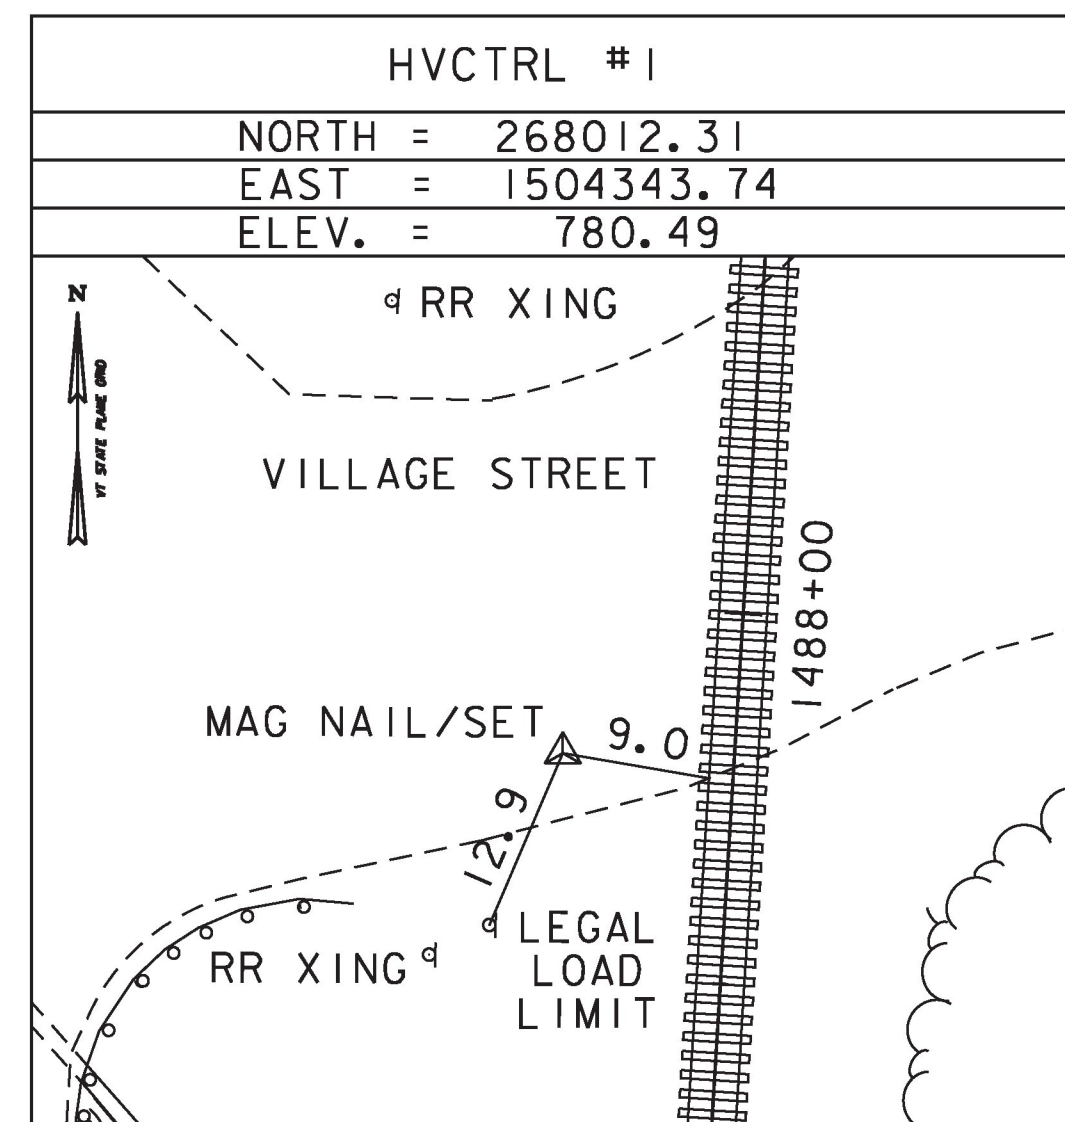 HVCTRL #1
NORTH = 268012.31
EAST = 1504343.74
ELEV. = 780.49
N
VT STATE PLANE GRID
RR XING
VILLAGE STREET
1488+00
MAG NAIL/SET
9.0
12.9
LEGAL
LOAD
LIMIT
RR XING